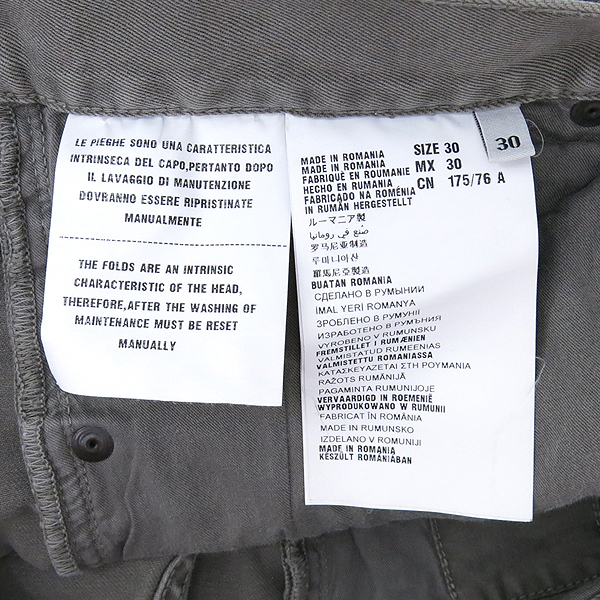 LE PIEGHE SONO UNA CARATTERISTICA
INTRINSECA DEL CAPO,PERTANTO DOPO
IL LAVAGGIO DI MANUTENZIONE
DOVRANNO ESSERE RIPRISTINATE
MANUALMENTE
THE FOLDS ARE AN INTRINSIC
CHARACTERISTIC OF THE HEAD,
THEREFORE,AFTER THE WASHING OF
MAINTENANCE MUST BE RESET
MANUALLY
30
SIZE 30
MX 30
CN 175/76 A
MADE IN ROMANIA
MADE IN ROMANIA
FABRIQUÉ EN ROUMANIE
HECHO EN RUMANIA
FABRICADO NA ROMÉNIA
IN RUMÄN HERGESTELLT
ルーマニア製
صنع في رومانيا
罗马尼亚制造
루마니아산
羅馬尼亞製造
BUATAN ROMANIA
СДЕЛАНО В РУМЫНИИ
İMAL YERİ ROMANYA
ЗРОБЛЕНО В РУМУНІЇ
ИЗРАБОТЕНО В РУМЪНИЯ
VYROBENO V RUMUNSKU
FREMSTILLET I RUMÆNIEN
VALMISTATUD RUMEENIAS
VALMISTETTU ROMANIASSA
ΚΑΤΑΣΚΕΥΑΖΕΤΑΙ ΣΤΗ ΡΟΥΜΑΝΙΑ
RAŽOTS RUMĀNIJĀ
PAGAMINTA RUMUNIJOJE
VERVAARDIGD IN ROEMENIË
WYPRODUKOWANO W RUMUNII
FABRICAT ÎN ROMÂNIA
MADE IN RUMUNSKO
IZDELANO V ROMUNIJI
MADE IN ROMANIA
KÉSZÜLT ROMÁNIÁBAN